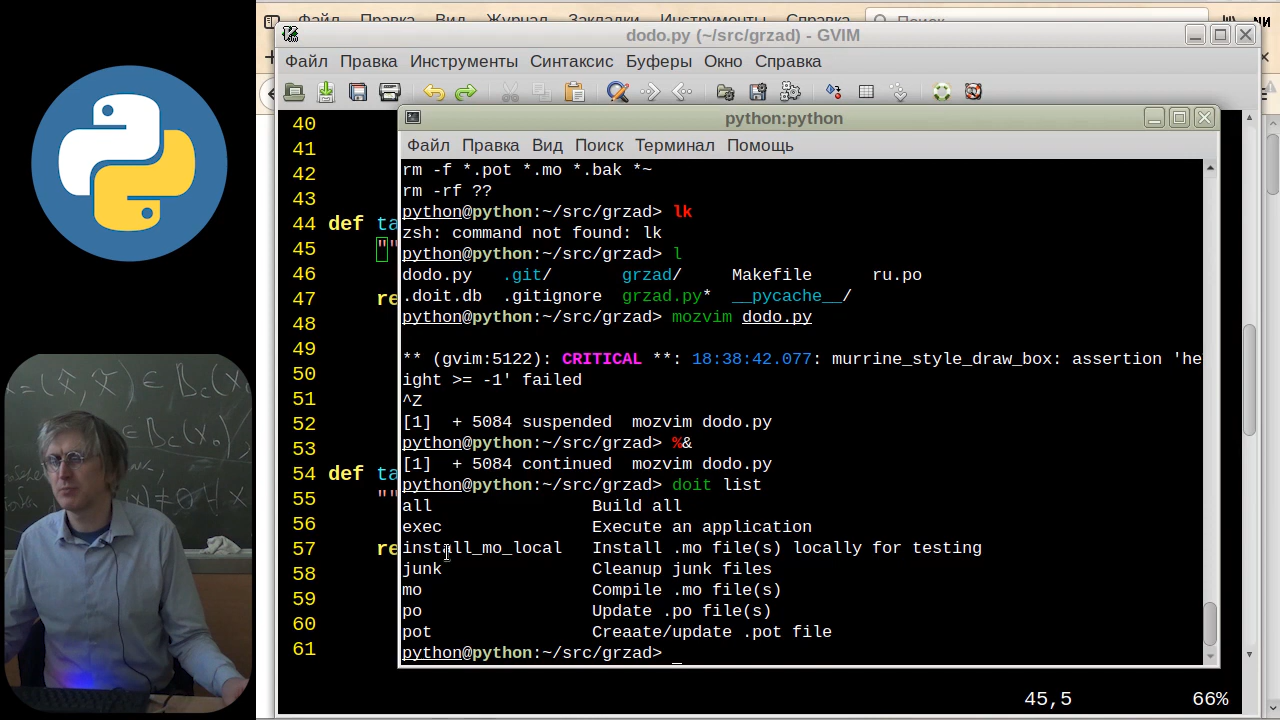 Файл Правка Вид Журнал Закладки Инструменты Справка Поиск
dodo.py (~/src/grzad) - GVIM
Файл Правка Инструменты Синтаксис Буферы Окно Справка
40
41
42
43
44 def ta
45 ""
46
47 re
48
49
50
51
52
53
54 def ta
55 ""
56
57 re
58
59
60
61
45,5 66%
python:python
Файл Правка Вид Поиск Терминал Помощь
rm -f *.pot *.mo *.bak *~
rm -rf ??
python@python:~/src/grzad> lk
zsh: command not found: lk
python@python:~/src/grzad> l
dodo.py .git/ grzad/ Makefile ru.po
.doit.db .gitignore grzad.py* __pycache__/
python@python:~/src/grzad> mozvim dodo.py
** (gvim:5122): CRITICAL **: 18:38:42.077: murrine_style_draw_box: assertion 'he
ight >= -1' failed
^Z
[1] + 5084 suspended mozvim dodo.py
python@python:~/src/grzad> %&
[1] + 5084 continued mozvim dodo.py
python@python:~/src/grzad> doit list
all Build all
exec Execute an application
install_mo_local Install .mo file(s) locally for testing
junk Cleanup junk files
mo Compile .mo file(s)
po Update .po file(s)
pot Creaate/update .pot file
python@python:~/src/grzad> _